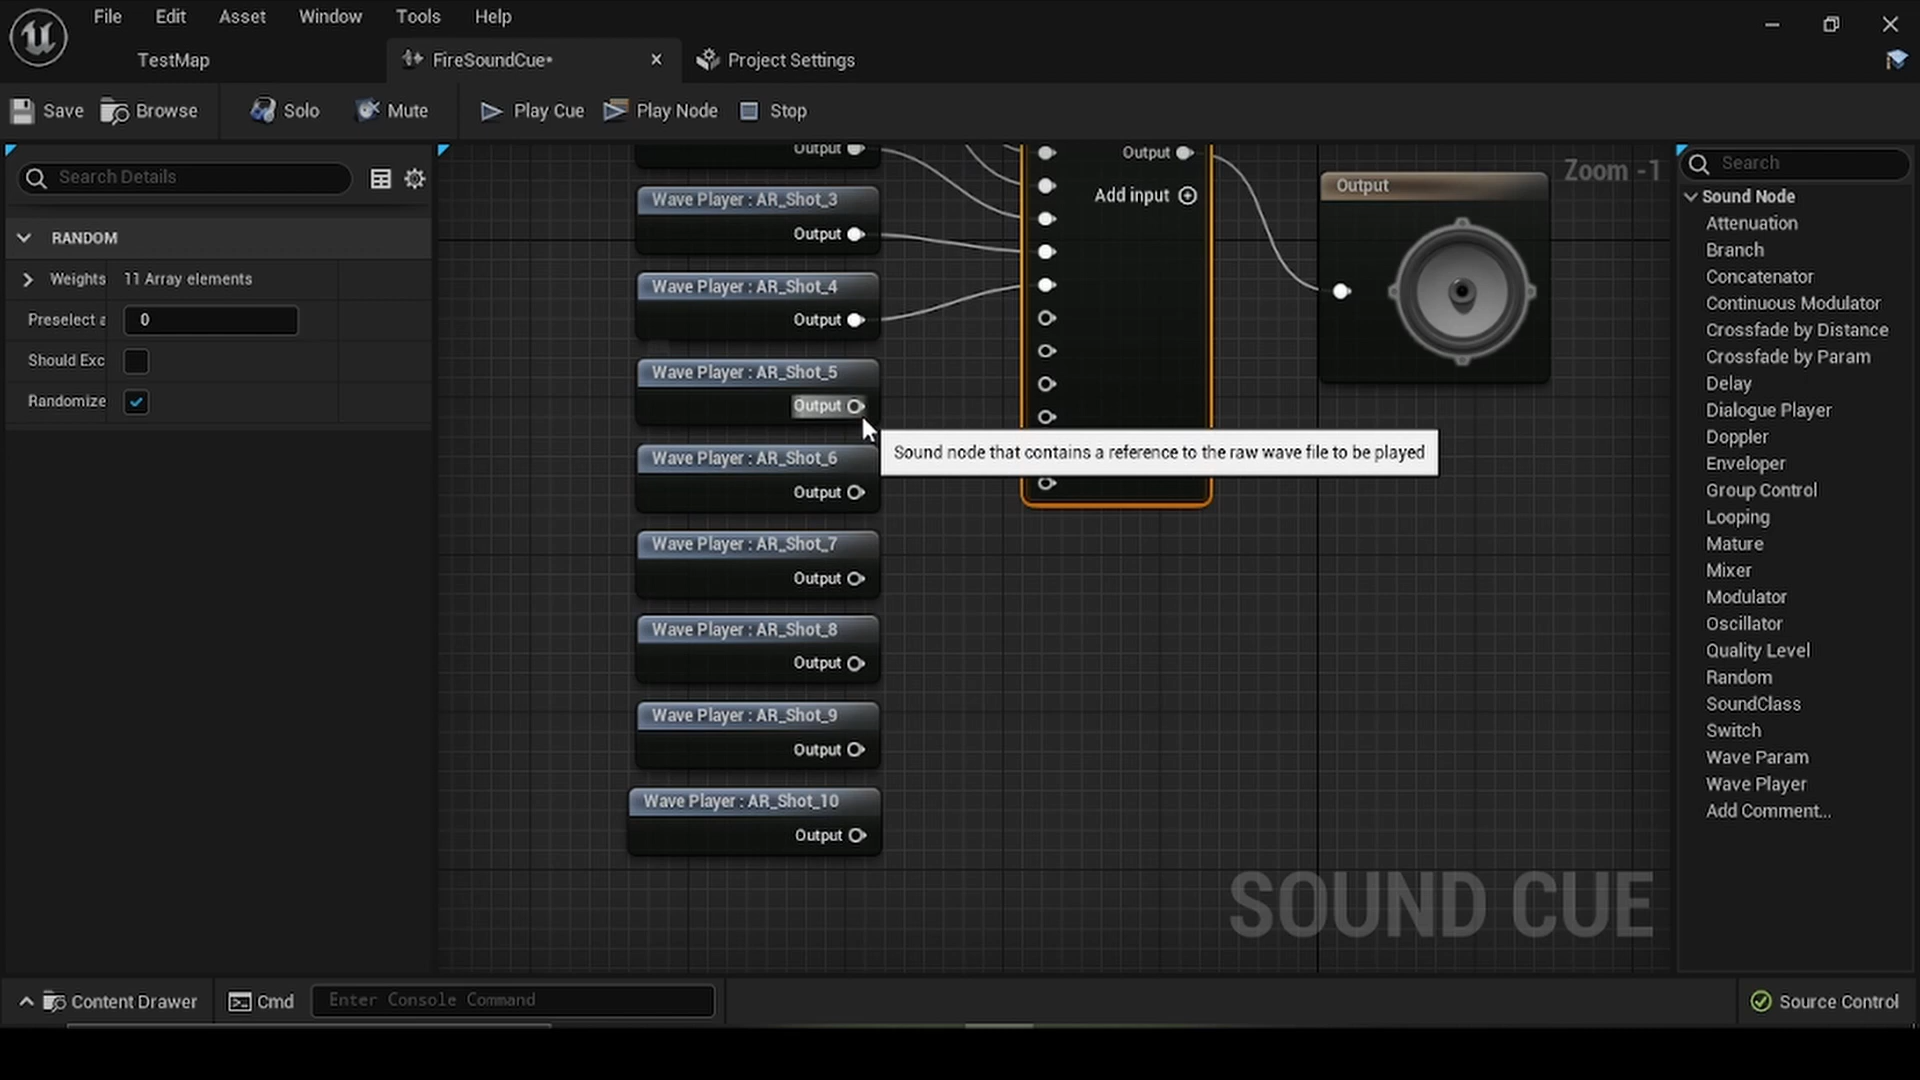 File Edit Asset Window Tools Help
TestMap FireSoundCue* Project Settings
Save Browse Solo Mute Play Cue Play Node Stop
Search Details
RANDOM
Weights 11 Array elements
Preselect a 0
Should Exc
Randomize
Output
Wave Player : AR_Shot_3
Output
Wave Player : AR_Shot_4
Output
Wave Player : AR_Shot_5
Output
Wave Player : AR_Shot_6
Output
Wave Player : AR_Shot_7
Output
Wave Player : AR_Shot_8
Output
Wave Player : AR_Shot_9
Output
Wave Player : AR_Shot_10
Output
Output
Add input
Sound node that contains a reference to the raw wave file to be played
Output
Zoom -1
SOUND CUE
Search
Sound Node
Attenuation
Branch
Concatenator
Continuous Modulator
Crossfade by Distance
Crossfade by Param
Delay
Dialogue Player
Doppler
Enveloper
Group Control
Looping
Mature
Mixer
Modulator
Oscillator
Quality Level
Random
SoundClass
Switch
Wave Param
Wave Player
Add Comment...
Content Drawer Cmd Enter Console Command Source Control